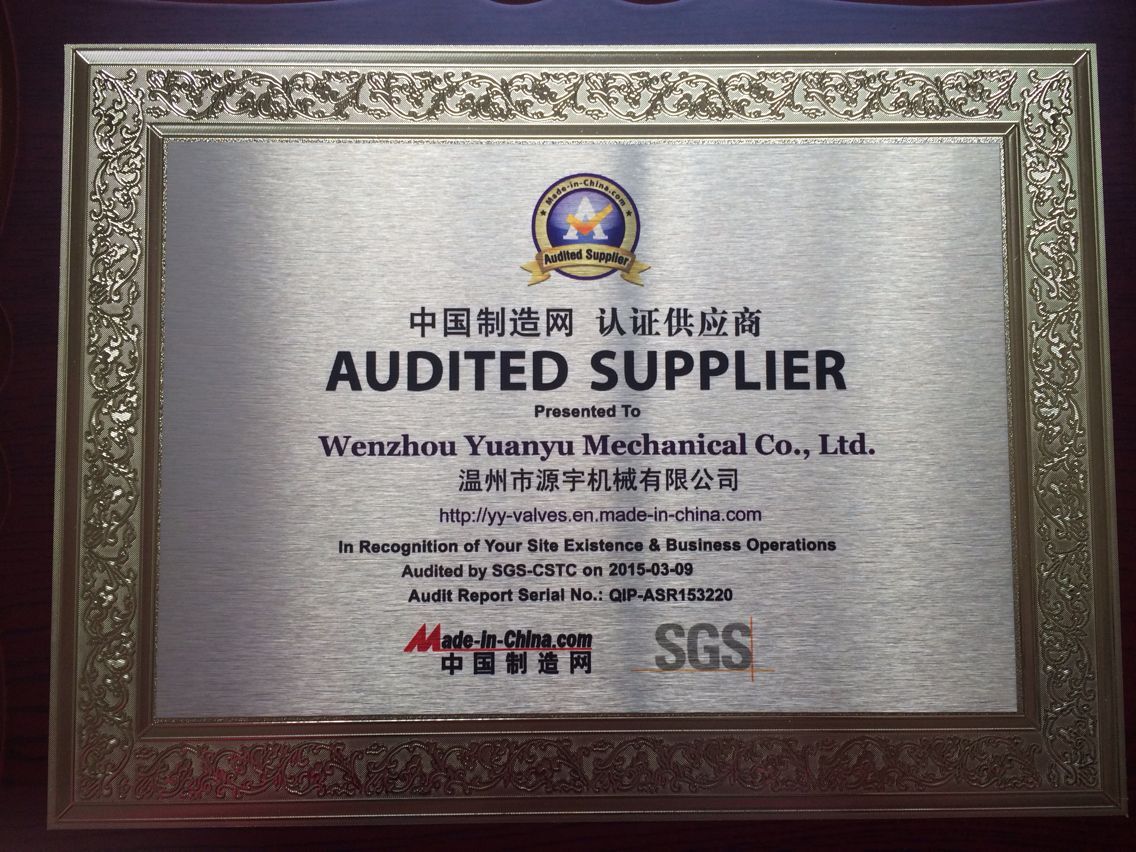 Made-in-China.com
A
Audited Supplier
中国制造网 认证供应商
AUDITED SUPPLIER
Presented To
Wenzhou Yuanyu Mechanical Co., Ltd.
温州市源宇机械有限公司
http://yy-valves.en.made-in-china.com
In Recognition of Your Site Existence & Business Operations
Audited by SGS-CSTC on 2015-03-09
Audit Report Serial No.: QIP-ASR153220
Made-in-China.com
中国制造网
SGS